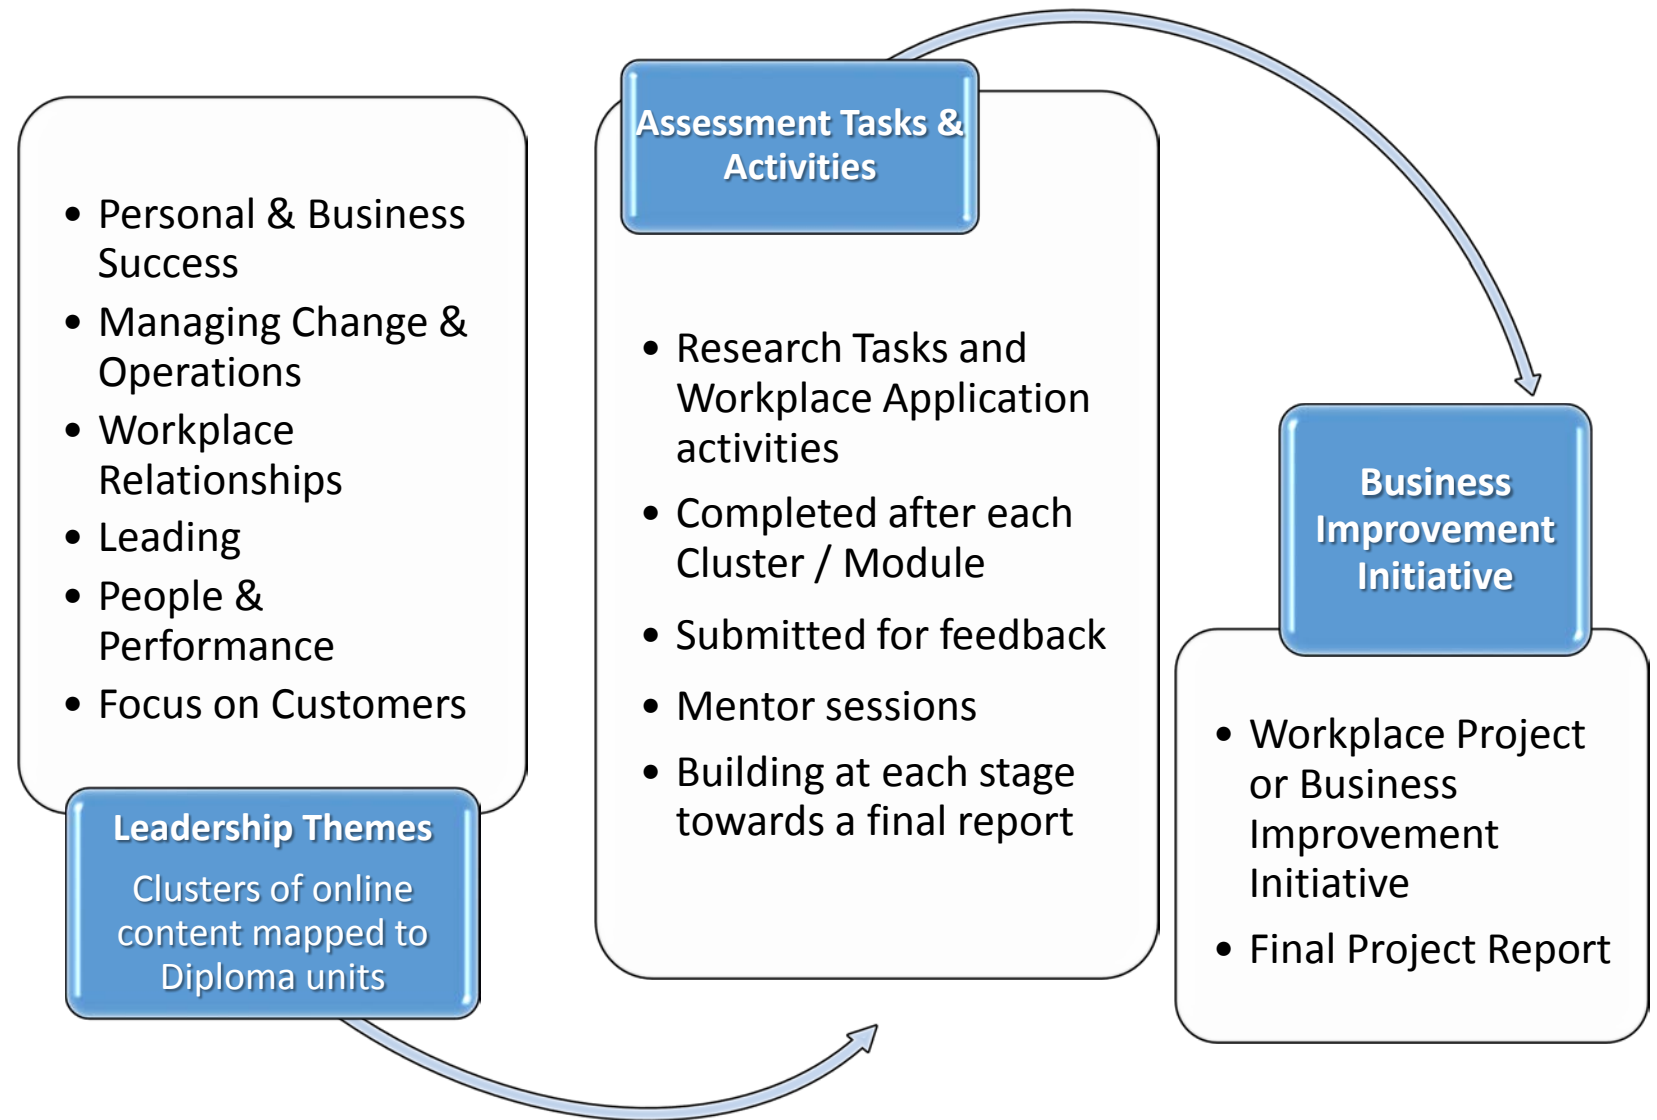 • Personal & Business
Success
• Managing Change &
Operations
• Workplace
Relationships
• Leading
• People &
Performance
• Focus on Customers
Leadership Themes
Clusters of online
content mapped to
Diploma units
Assessment Tasks &
Activities
• Research Tasks and
Workplace Application
activities
• Completed after each
Cluster / Module
• Submitted for feedback
• Mentor sessions
• Building at each stage
towards a final report
Business
Improvement
Initiative
• Workplace Project
or Business
Improvement
Initiative
• Final Project Report